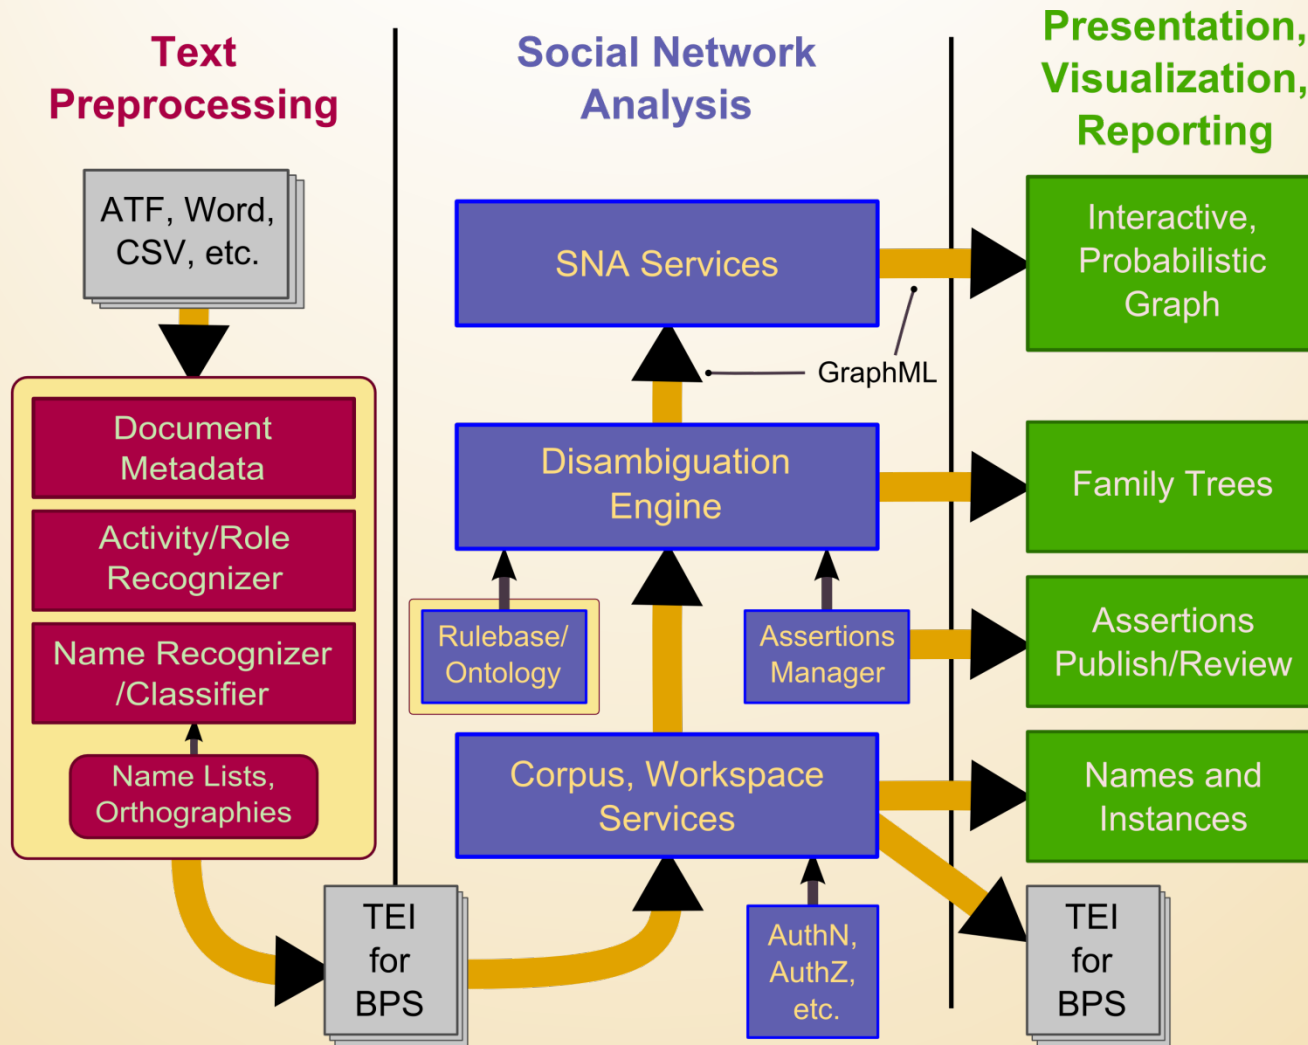 Text
Preprocessing
ATF, Word,
CSV, etc.
Document
Metadata
Activity/Role
Recognizer
Name Recognizer
/Classifier
Name Lists,
Orthographies
TEI
for
BPS
Social Network
Analysis
SNA Services
GraphML
Disambiguation
Engine
Rulebase/
Ontology
Assertions
Manager
Corpus, Workspace
Services
AuthN,
AuthZ,
etc.
Presentation,
Visualization,
Reporting
Interactive,
Probabilistic
Graph
Family Trees
Assertions
Publish/Review
Names and
Instances
TEI
for
BPS